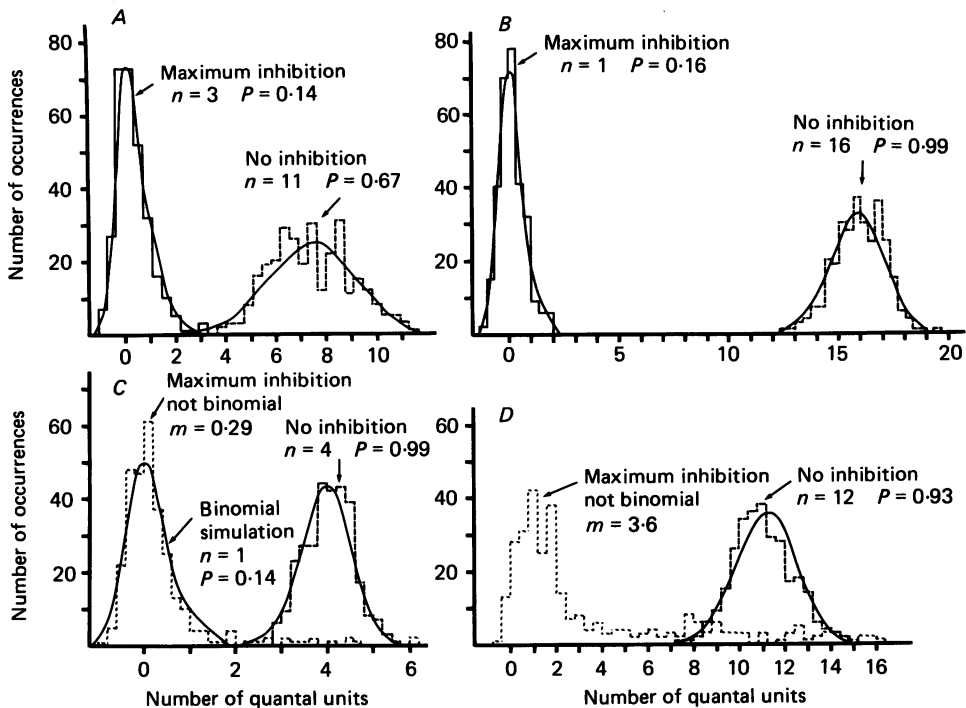 A
80
60
40
20
Number of occurrences
Maximum inhibition
n = 3 P = 0·14
No inhibition
n = 11 P = 0·67
0 2 4 6 8 10
B
80
60
40
20
Maximum inhibition
n = 1 P = 0·16
No inhibition
n = 16 P = 0·99
0 5 10 15 20
C
60
40
20
Number of occurrences
Maximum inhibition
not binomial
m = 0·29
No inhibition
n = 4 P = 0·99
Binomial
simulation
n = 1
P = 0·14
0 2 4 6
Number of quantal units
D
60
40
20
Maximum inhibition
not binomial
m = 3·6
No inhibition
n = 12 P = 0·93
0 2 4 6 8 10 12 14 16
Number of quantal units